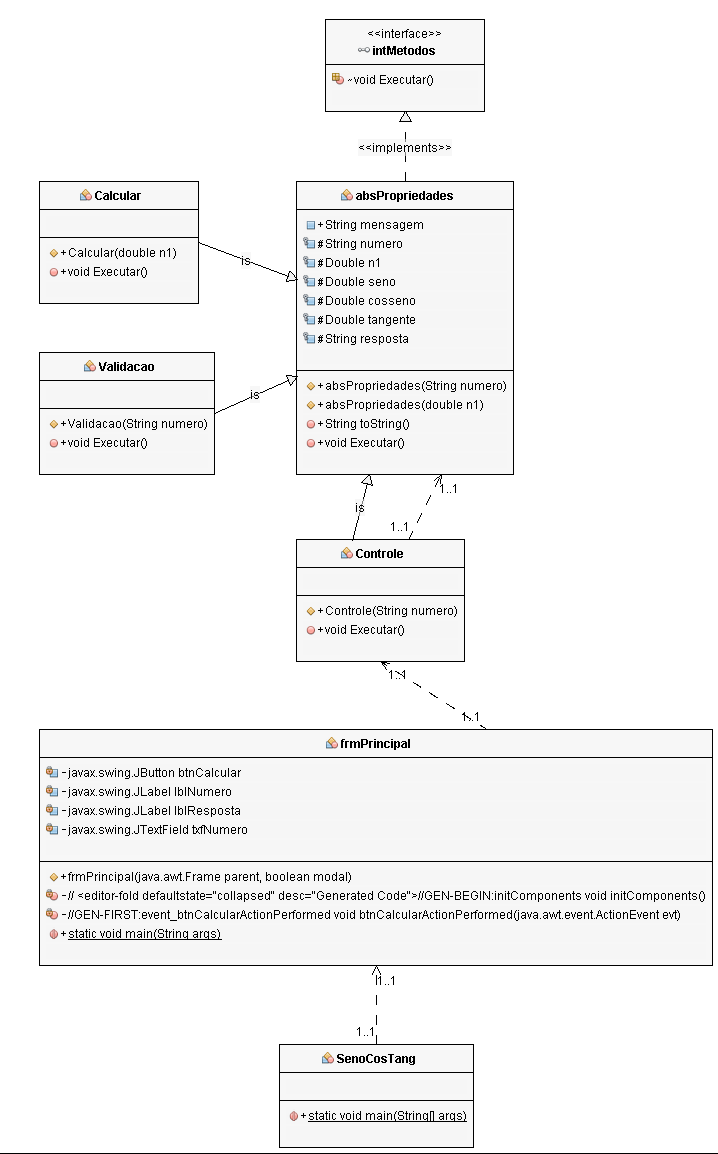 <<interface>>
intMetodos
~void Executar()
<<implements>>
Calcular
+Calcular(double n1)
+void Executar()
is
absPropriedades
+String mensagem
#String numero
#Double n1
#Double seno
#Double cosseno
#Double tangente
#String resposta
+absPropriedades(String numero)
+absPropriedades(double n1)
+String toString()
+void Executar()
Validacao
+Validacao(String numero)
+void Executar()
is
is
1..1
1..1
Controle
+Controle(String numero)
+void Executar()
1..1
1..1
frmPrincipal
-javax.swing.JButton btnCalcular
-javax.swing.JLabel lblNumero
-javax.swing.JLabel lblResposta
-javax.swing.JTextField txfNumero
+frmPrincipal(java.awt.Frame parent, boolean modal)
-// <editor-fold defaultstate="collapsed" desc="Generated Code">//GEN-BEGIN:initComponents void initComponents()
-//GEN-FIRST:event_btnCalcularActionPerformed void btnCalcularActionPerformed(java.awt.event.ActionEvent evt)
+static void main(String args)
1..1
1..1
SenoCosTang
+static void main(String[] args)